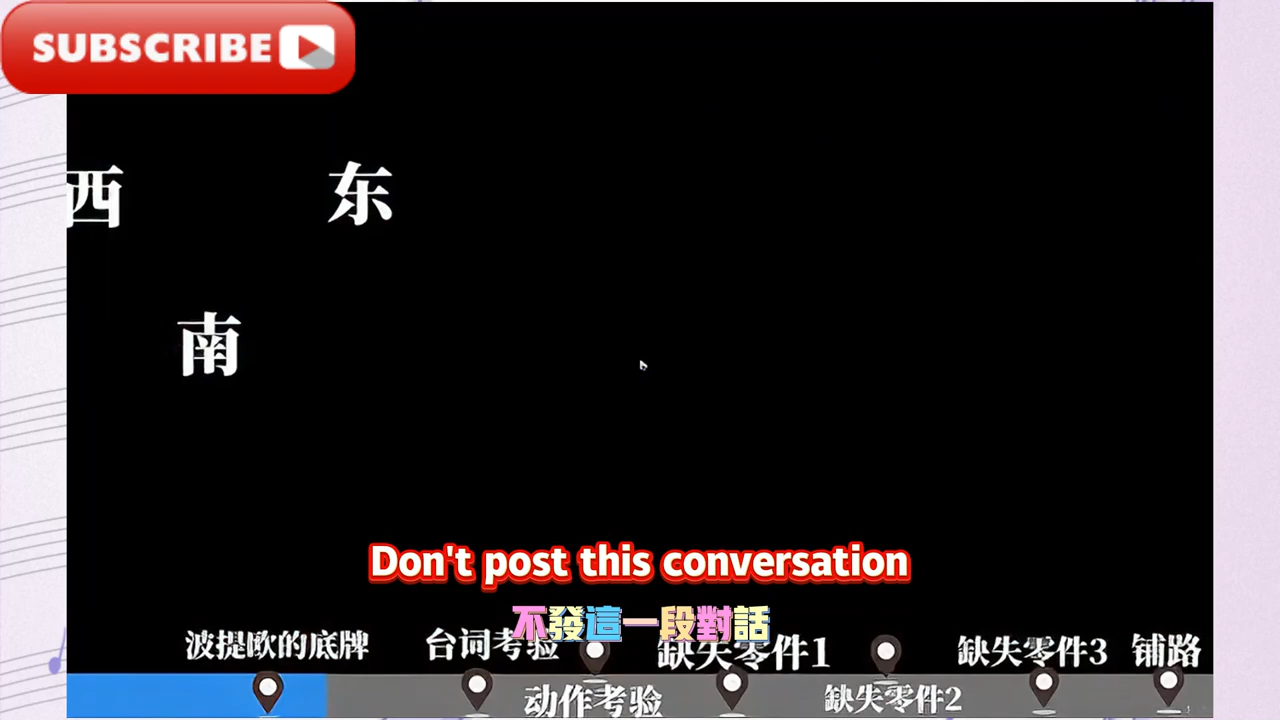 SUBSCRIBE
西 东
南
Don't post this conversation
不發這一段對話
波提欧的底牌 台词考验 缺失零件1 缺失零件3 铺路
动作考验 缺失零件2